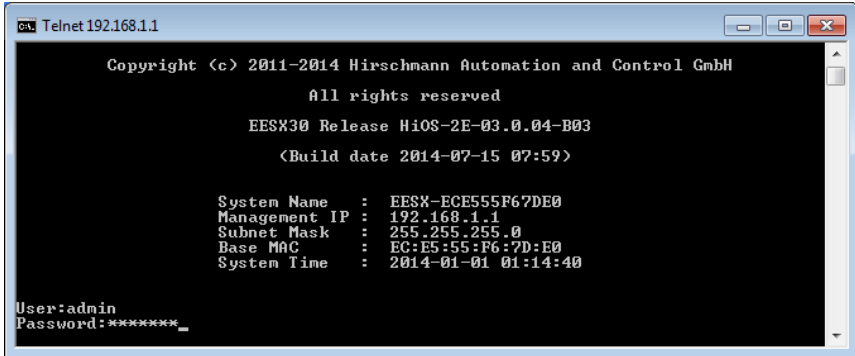 Telnet 192.168.1.1
Copyright (c) 2011-2014 Hirschmann Automation and Control GmbH
All rights reserved
EESX30 Release HiOS-2E-03.0.04-B03
(Build date 2014-07-15 07:59)
System Name : EESX-ECE555F67DE0
Management IP : 192.168.1.1
Subnet Mask : 255.255.255.0
Base MAC : EC:E5:55:F6:7D:E0
System Time : 2014-01-01 01:14:40
User:admin
Password:*******_